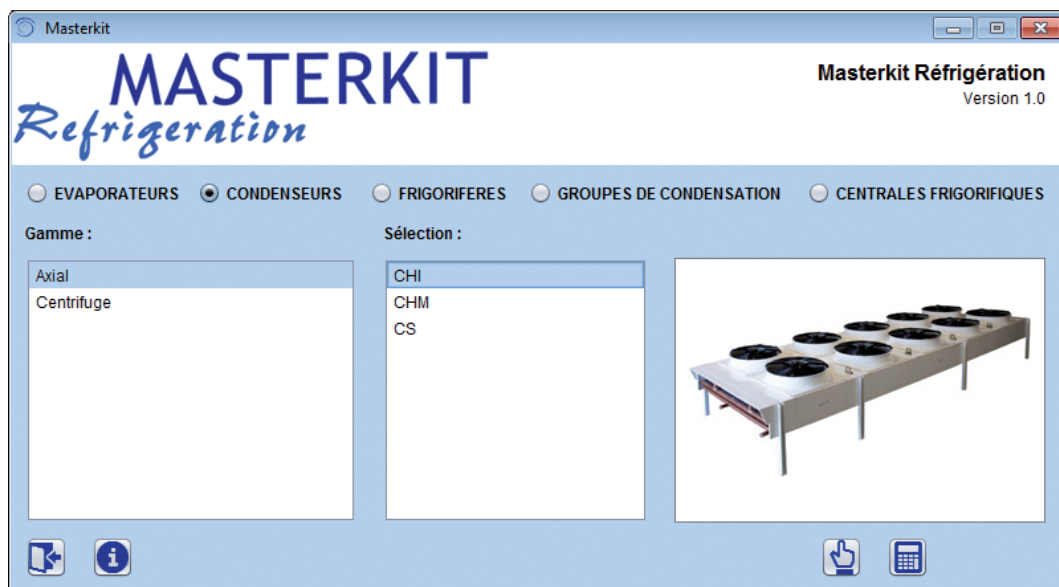 Masterkit
MASTERKIT
Refrigeration
Masterkit Réfrigération
Version 1.0
EVAPORATEURS CONDENSEURS FRIGORIFERES GROUPES DE CONDENSATION CENTRALES FRIGORIFIQUES
Gamme : Sélection :
Axial CHI
Centrifuge CHM
CS